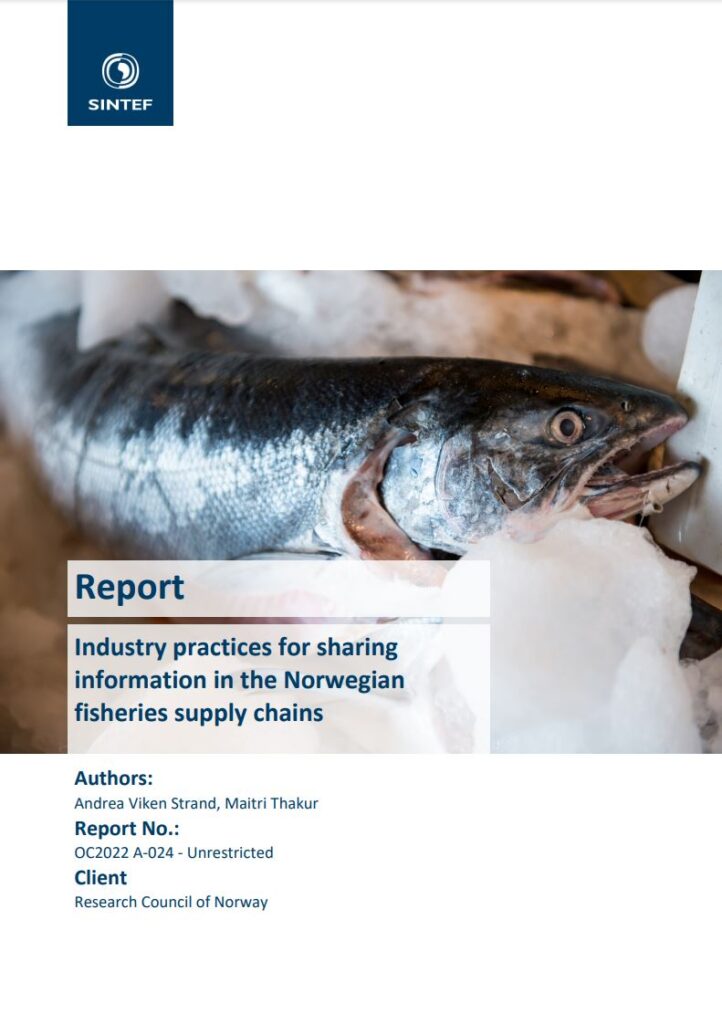 SINTEF
Report
Industry practices for sharing
information in the Norwegian
fisheries supply chains
Authors:
Andrea Viken Strand, Maitri Thakur
Report No.:
OC2022 A-024 - Unrestricted
Client
Research Council of Norway